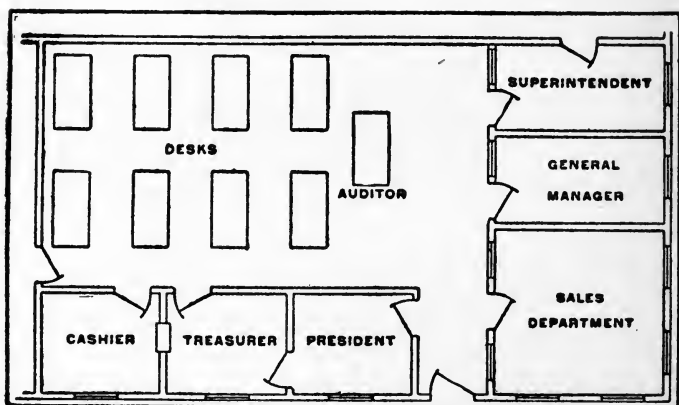 SUPERINTENDENT
DESKS
GENERAL
MANAGER
AUDITOR
SALES
DEPARTMENT
CASHIER
TREASURER
PRESIDENT